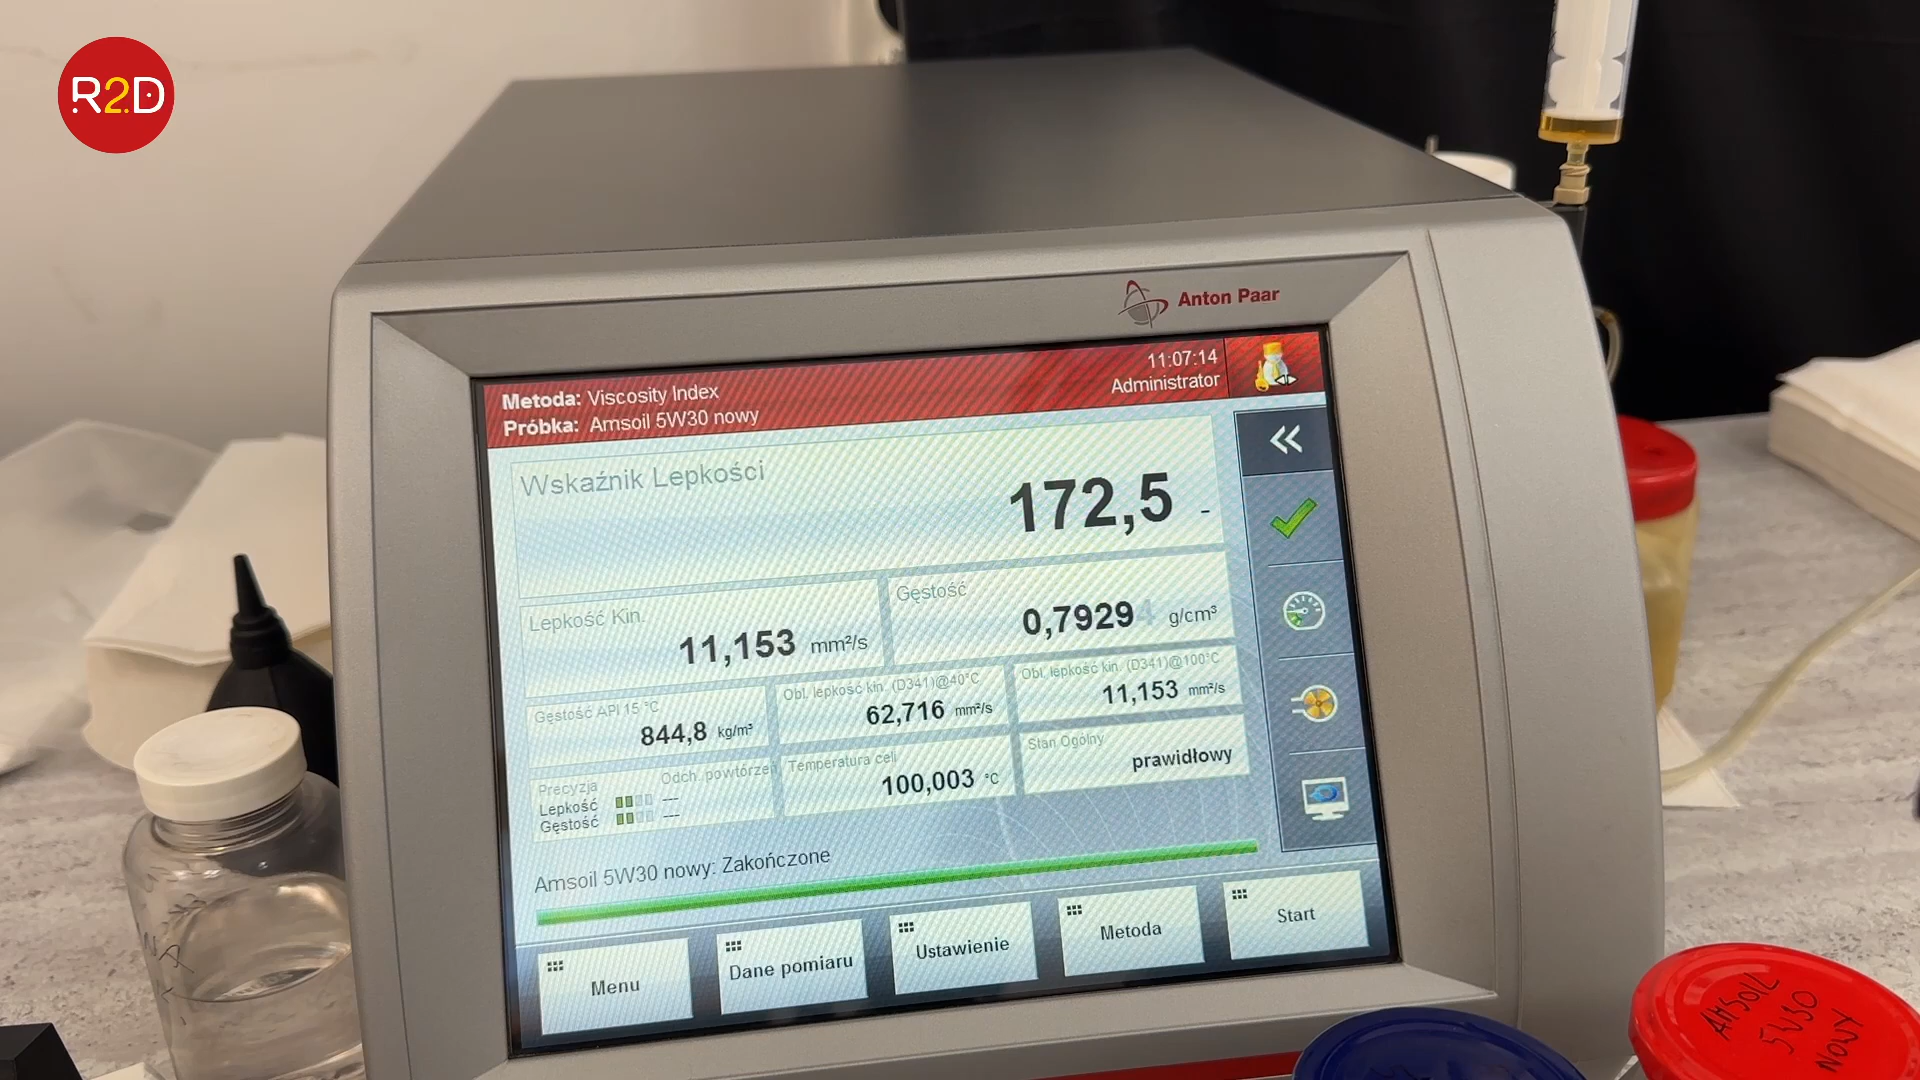 R2D
Anton Paar
Metoda: Viscosity Index
Próbka: Amsoil 5W30 nowy
11:07:14
Administrator
Wskaźnik Lepkości
172,5 -
Lepkość Kin.
11,153 mm²/s
Gęstość
0,79294 g/cm³
Gęstość API 15 °C
844,8 kg/m³
Obl. lepkość kin. (D341)@40°C
62,716 mm²/s
Obl. lepkość kin. (D341)@100°C
11,153 mm²/s
Precyzja
Odch. powtórzeń
Lepkość ---
Gęstość ---
Temperatura celi
100,003 °C
Stan Ogólny
prawidłowy
Amsoil 5W30 nowy: Zakończone
Menu
Dane pomiaru
Ustawienie
Metoda
Start
AMSOIL
5W30
NOWY